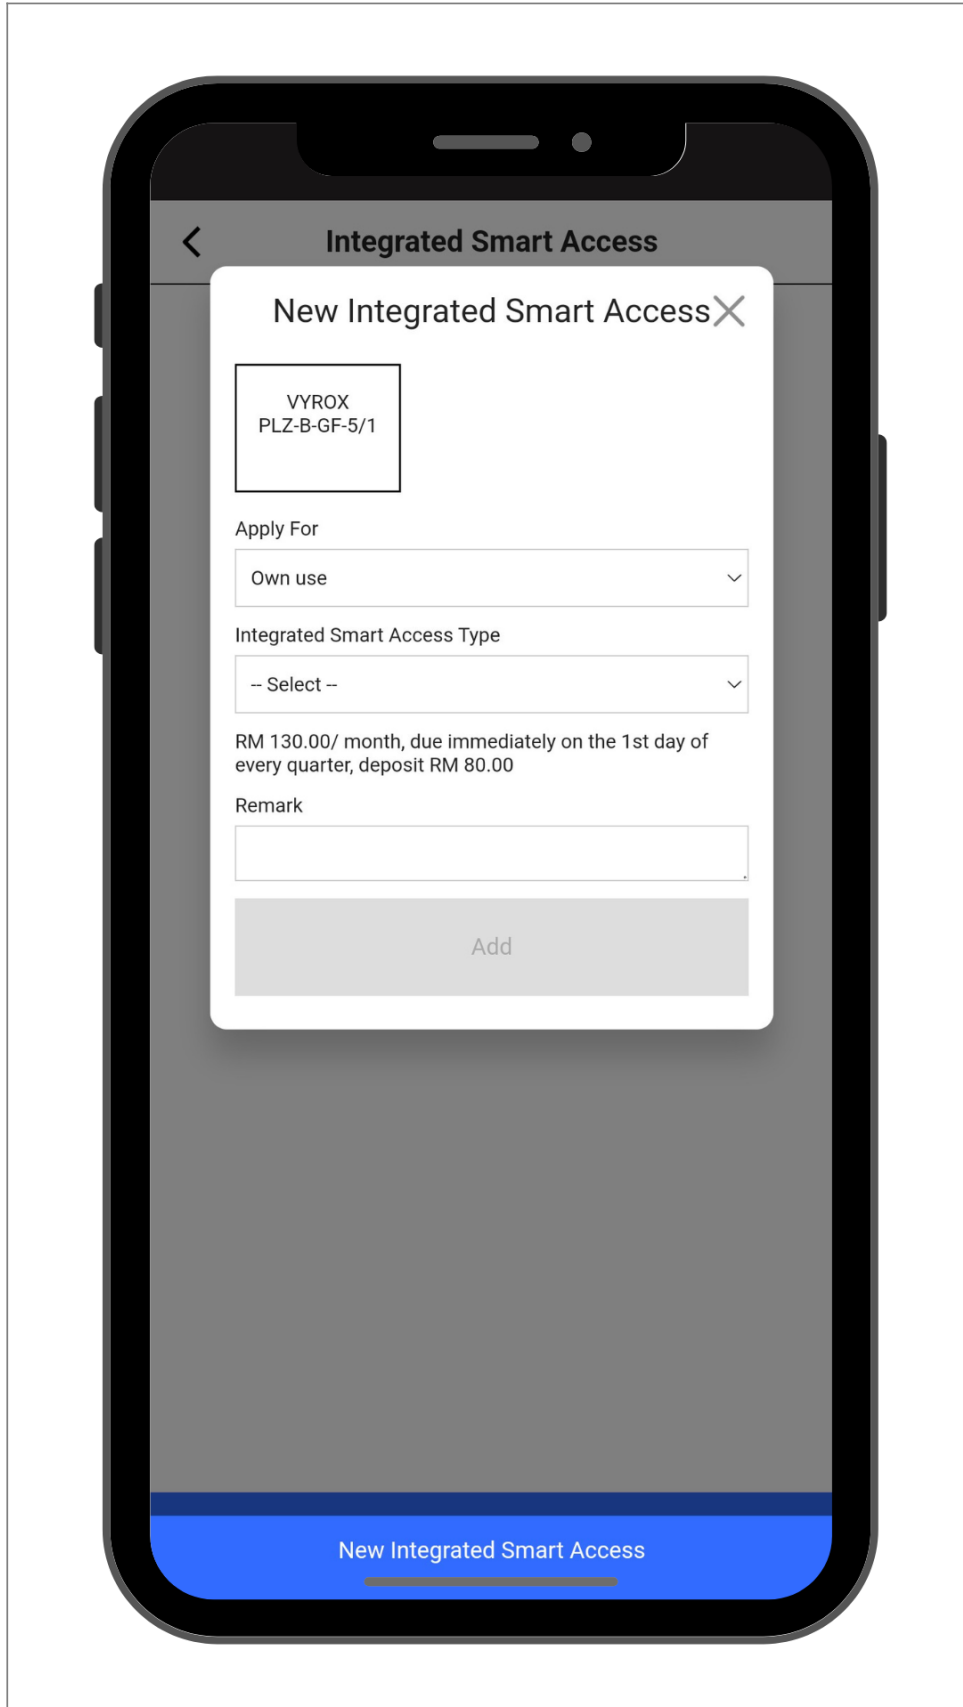 Integrated Smart Access
New Integrated Smart Access
VYROX
PLZ-B-GF-5/1
Apply For
Own use
Integrated Smart Access Type
-- Select --
RM 130.00/ month, due immediately on the 1st day of
every quarter, deposit RM 80.00
Remark
Add
New Integrated Smart Access